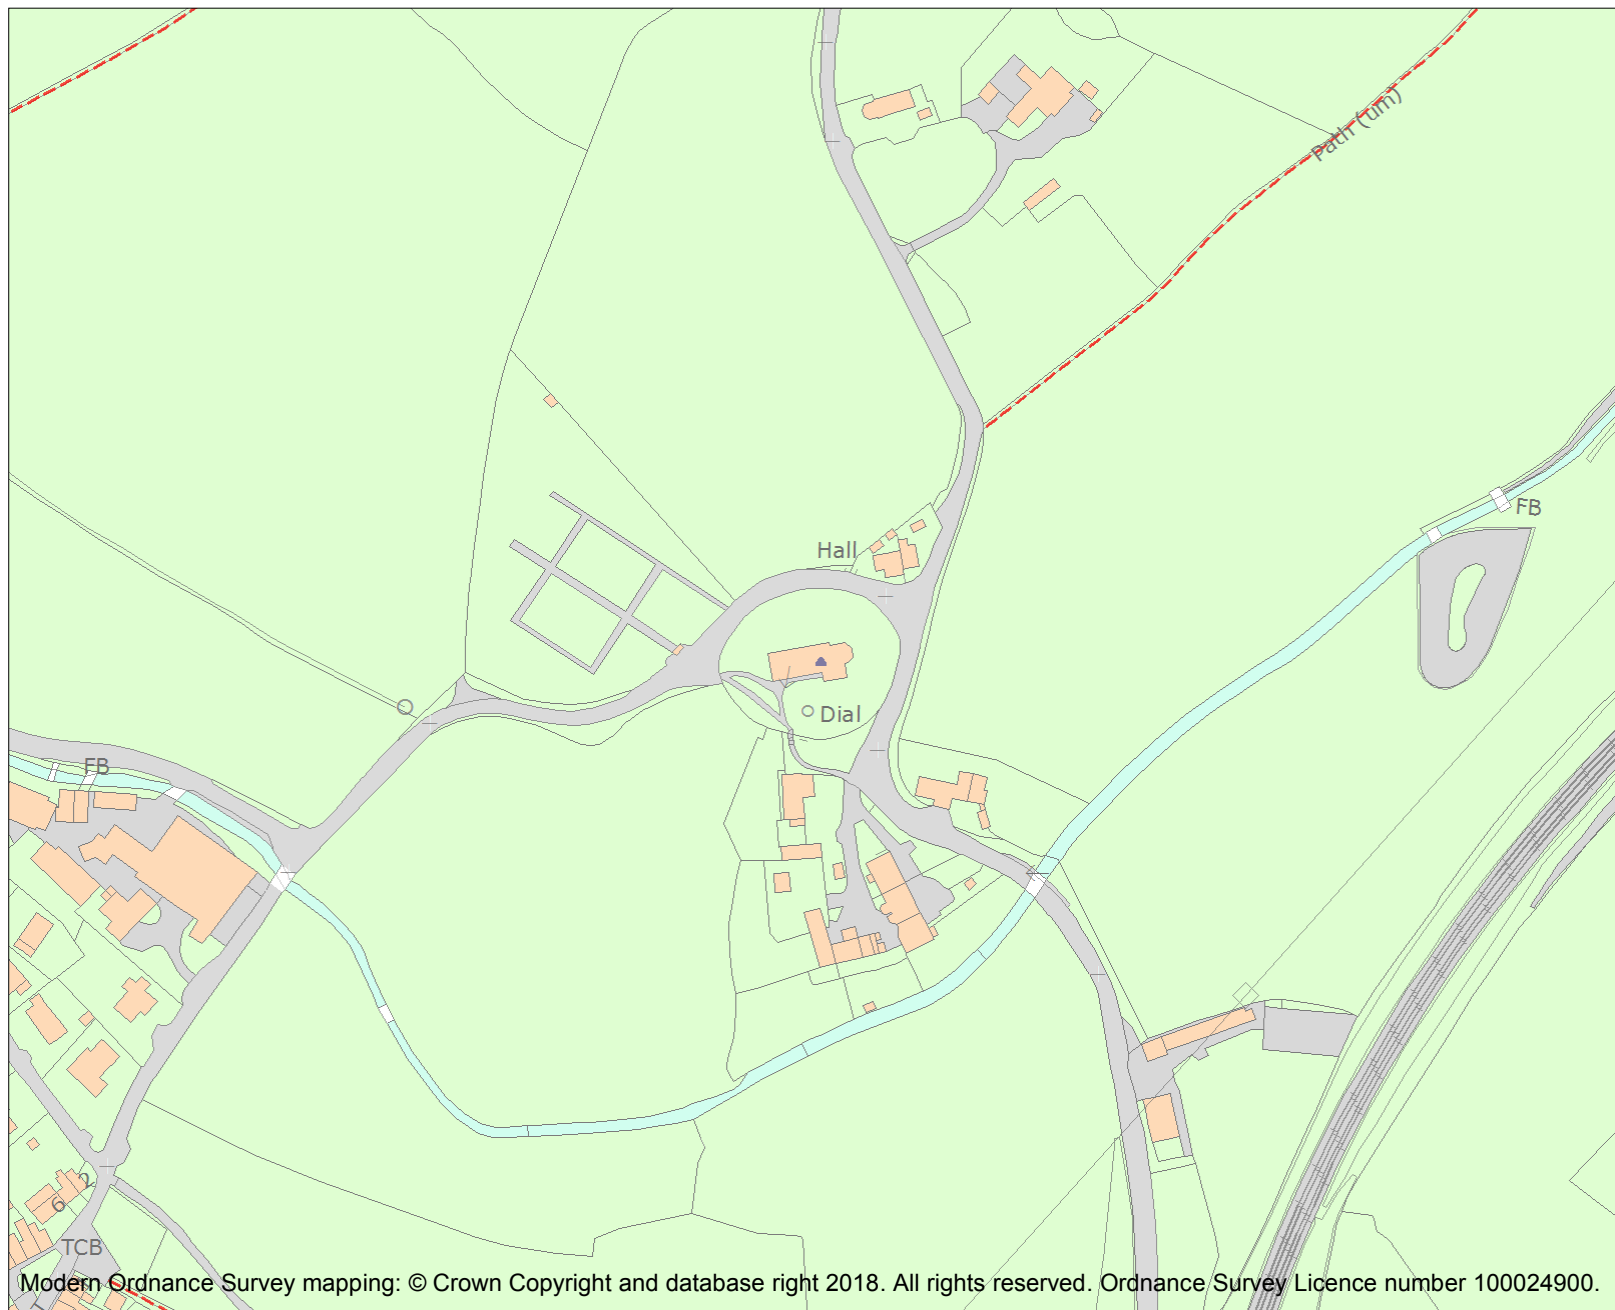 Path (um)
FB
Hall
Dial
FB
2
6
TCB
Modern Ordnance Survey mapping: © Crown Copyright and database right 2018. All rights reserved. Ordnance Survey Licence number 100024900.